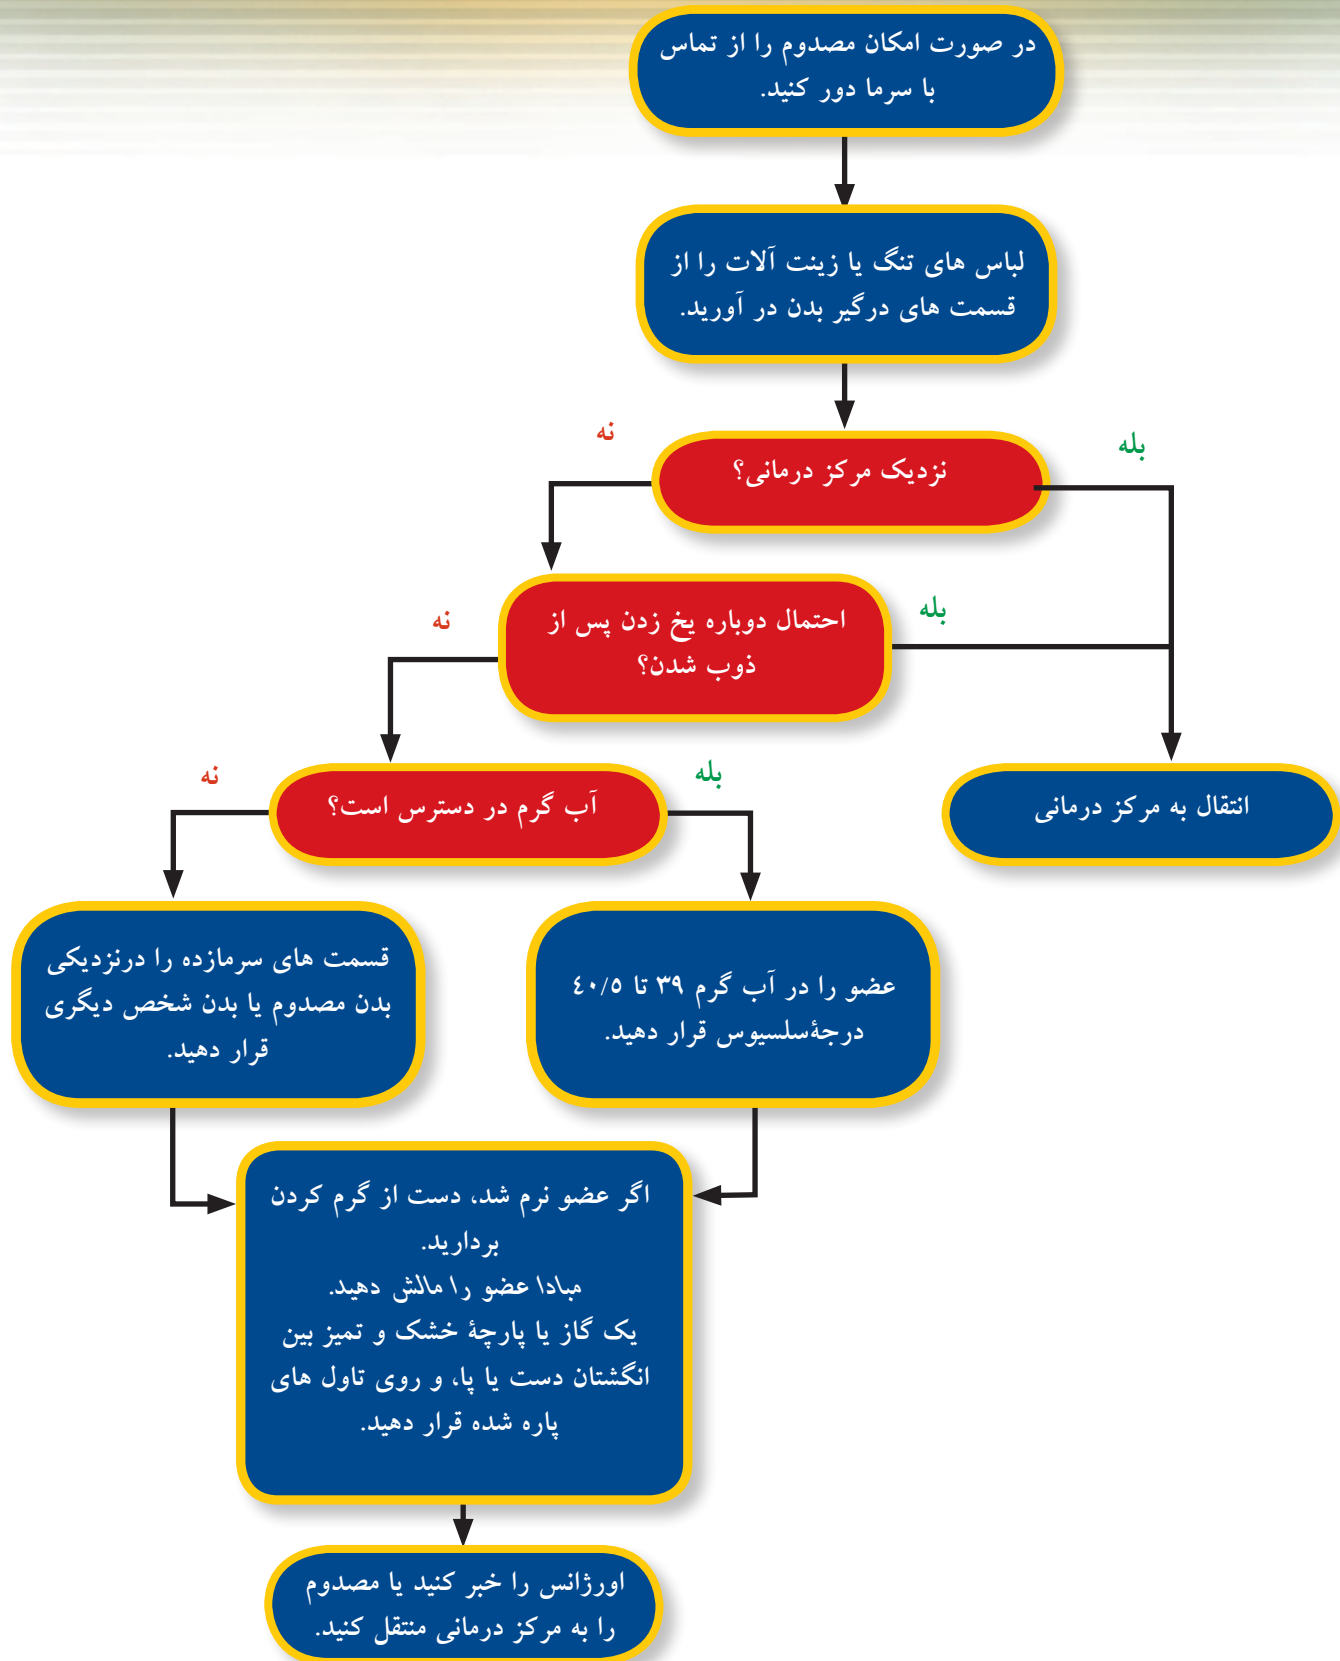 در صورت امکان مصدوم را از تماس
با سرما دور کنید.
لباس های تنگ یا زینت آلات را از
قسمت های درگیر بدن در آورید.
نه
بله
نزدیک مرکز درمانی؟
نه
بله
احتمال دوباره یخ زدن پس از
ذوب شدن؟
نه
بله
آب گرم در دسترس است؟
انتقال به مرکز درمانی
قسمت های سرمازده را درنزدیکی
بدن مصدوم یا بدن شخص دیگری
قرار دهید.
عضو را در آب گرم ۳۹ تا ٤٠/٥
درجۀسلسیوس قرار دهید.
اگر عضو نرم شد، دست از گرم کردن
بردارید.
مبادا عضو را مالش دهید.
یک گاز یا پارچۀ خشک و تمیز بین
انگشتان دست یا پا، و روی تاول های
پاره شده قرار دهید.
اورژانس را خبر کنید یا مصدوم
را به مرکز درمانی منتقل کنید.